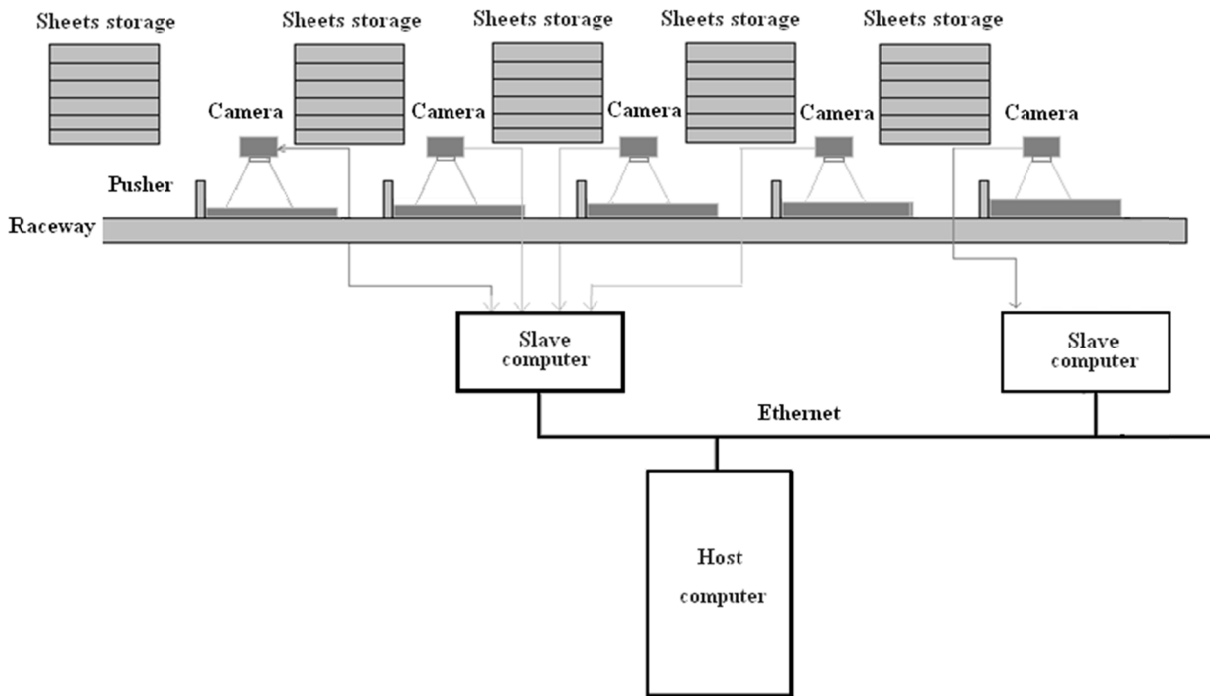 Sheets storage
Sheets storage
Sheets storage
Sheets storage
Sheets storage
Camera
Camera
Camera
Camera
Camera
Pusher
Raceway
Slave
computer
Slave
computer
Ethernet
Host
computer